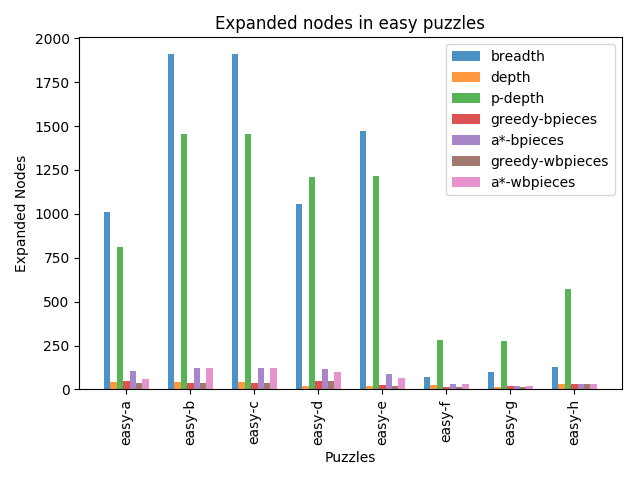 Expanded nodes in easy puzzles
2000
1750
1500
1250
1000
750
500
250
0
Expanded Nodes
breadth
depth
p-depth
greedy-bpieces
a*-bpieces
greedy-wbpieces
a*-wbpieces
easy-a
easy-b
easy-c
easy-d
easy-e
easy-f
easy-g
easy-h
Puzzles